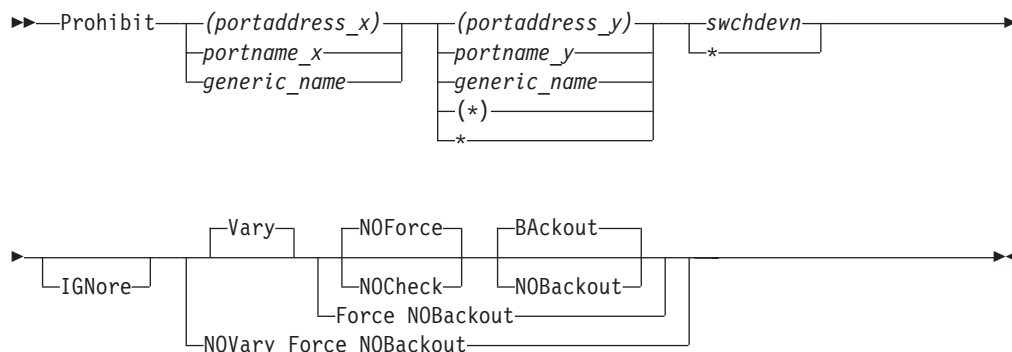 Prohibit (portaddress_x) (portaddress_y) swchdevn
portname_x portname_y *
generic_name generic_name
(*)
*
Vary NOForce BAckout
IGNore NOCheck NOBackout
Force NOBackout
NOVary Force NOBackout